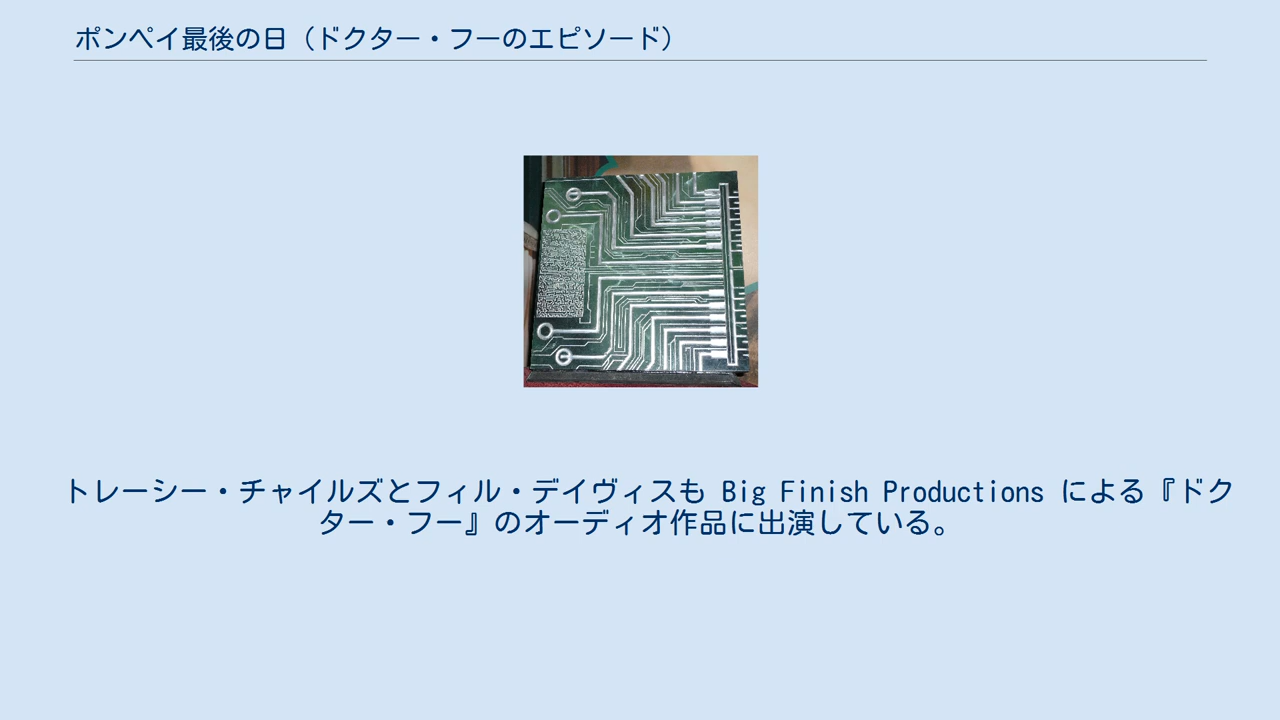 ポンペイ最後の日（ドクター・フーのエピソード）
トレーシー・チャイルズとフィル・デイヴィスも Big Finish Productions による『ドク
ター・フー』のオーディオ作品に出演している。